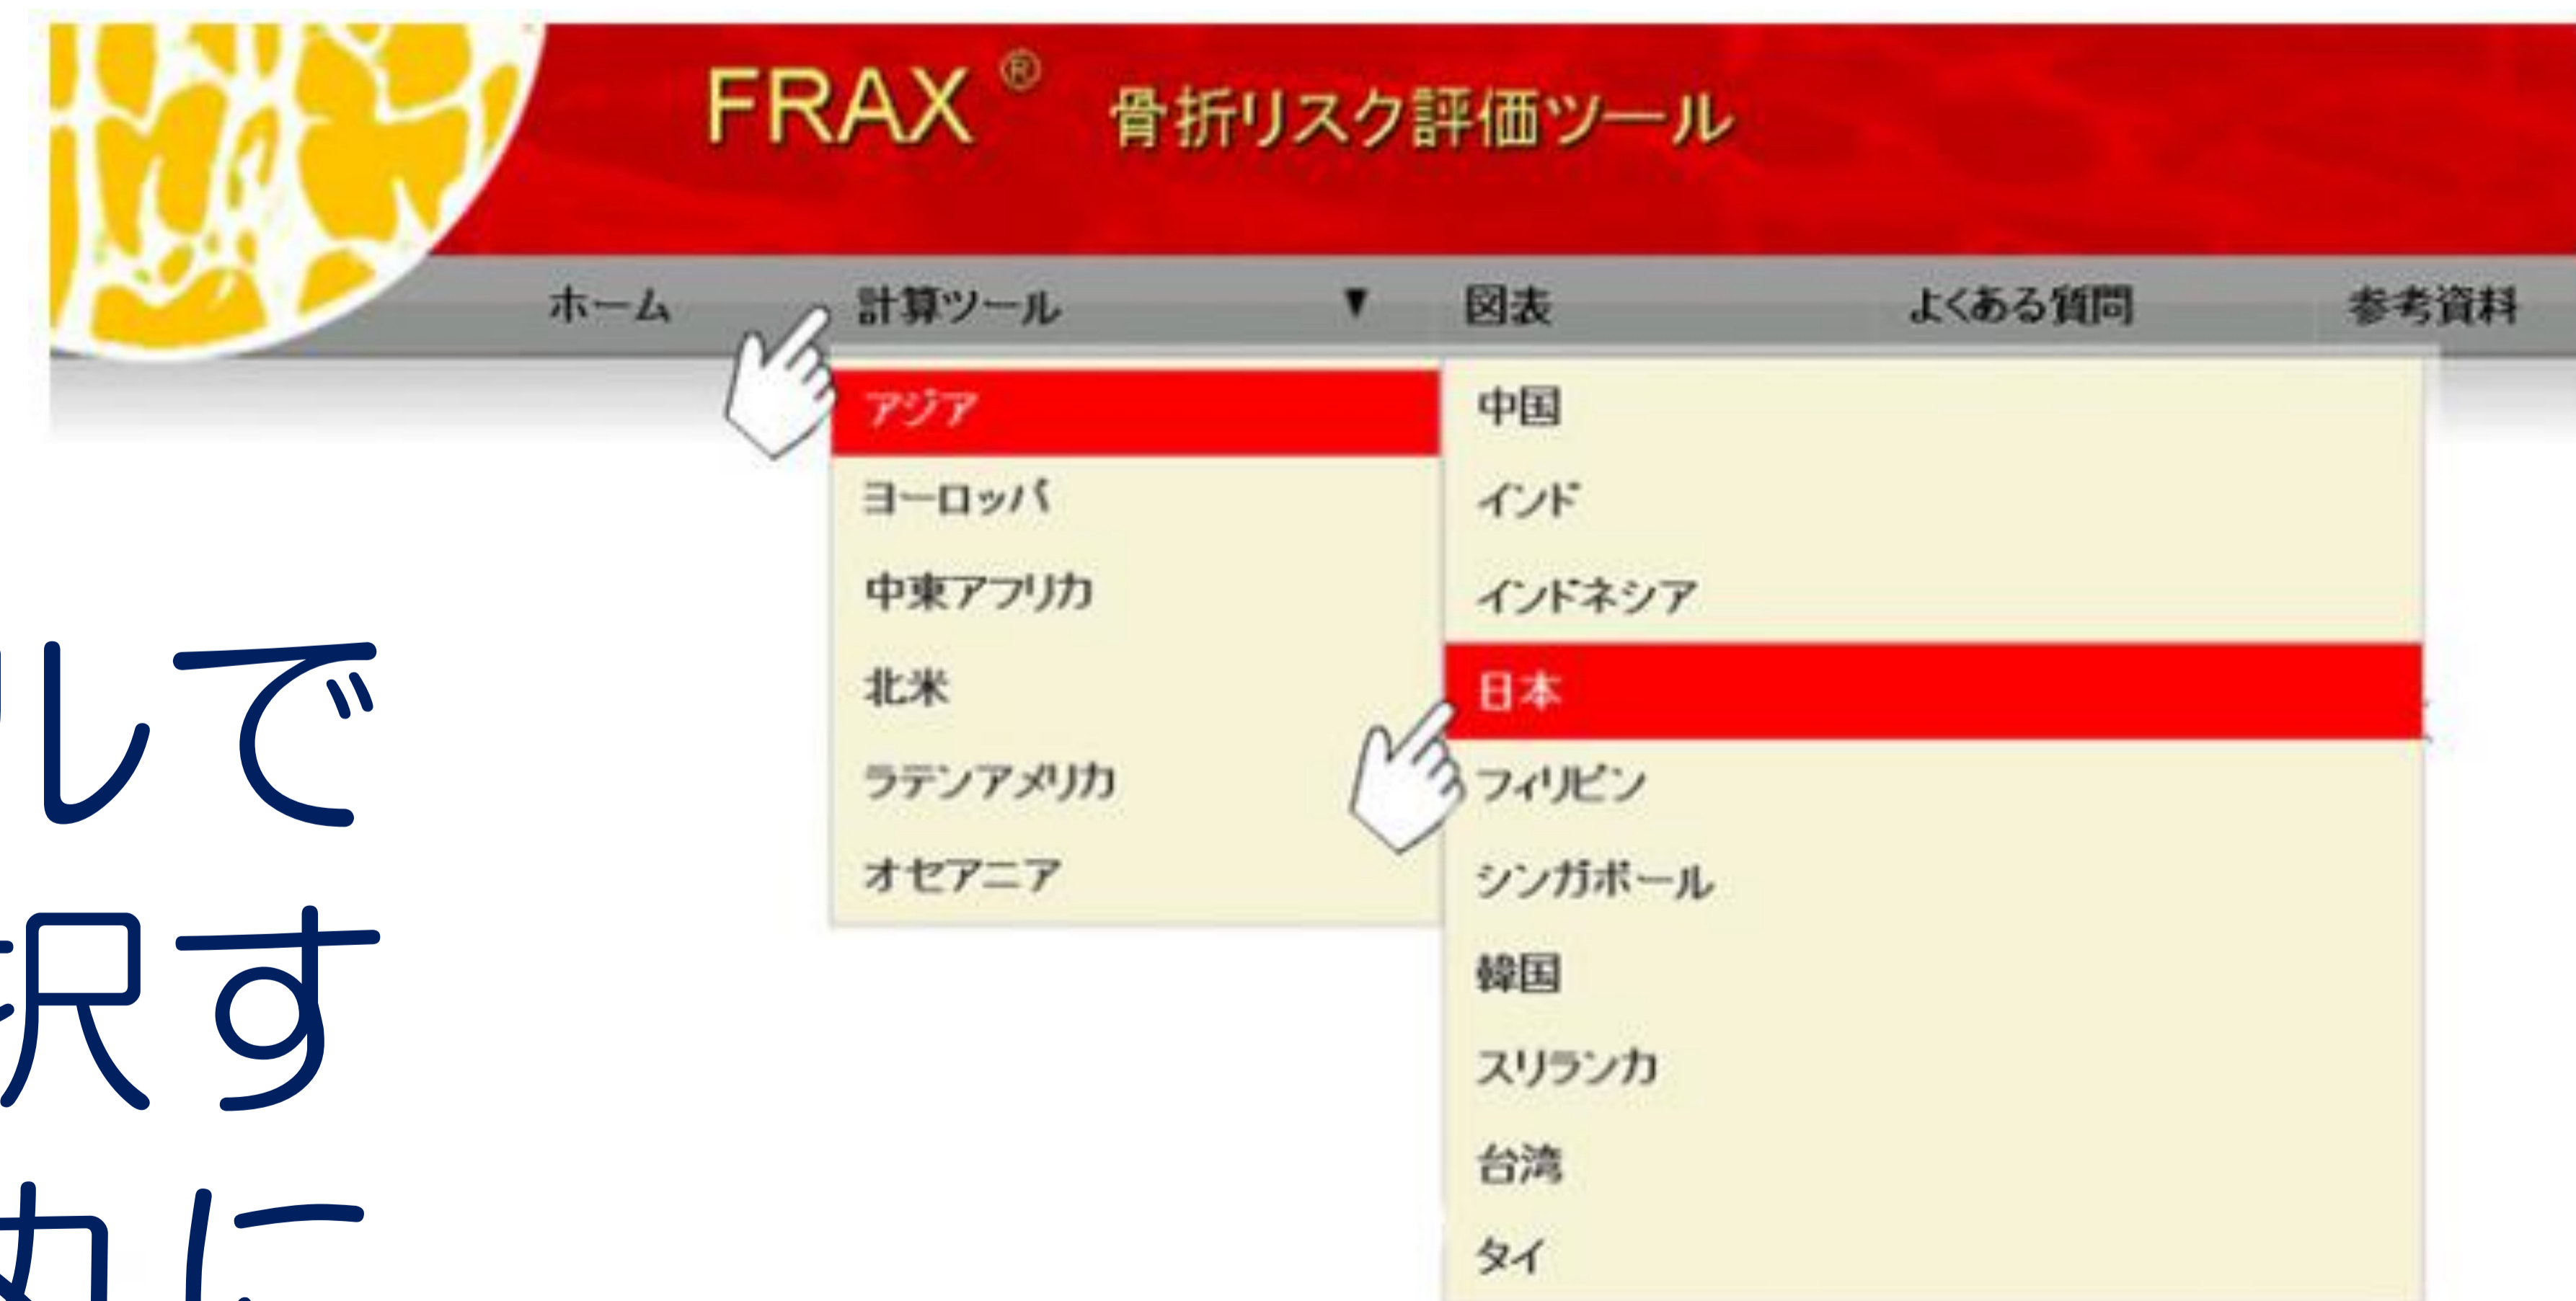 FRAX ® 骨折リスク評価ツール
ホーム 計算ツール ▼ 図表 よくある質問 参考資料
アジア
ヨーロッパ
中東アフリカ
北米
ラテンアメリカ
オセアニア
中国
インド
インドネシア
日本
フィリピン
シンガポール
韓国
スリランカ
台湾
タイ
ルで
択す
に